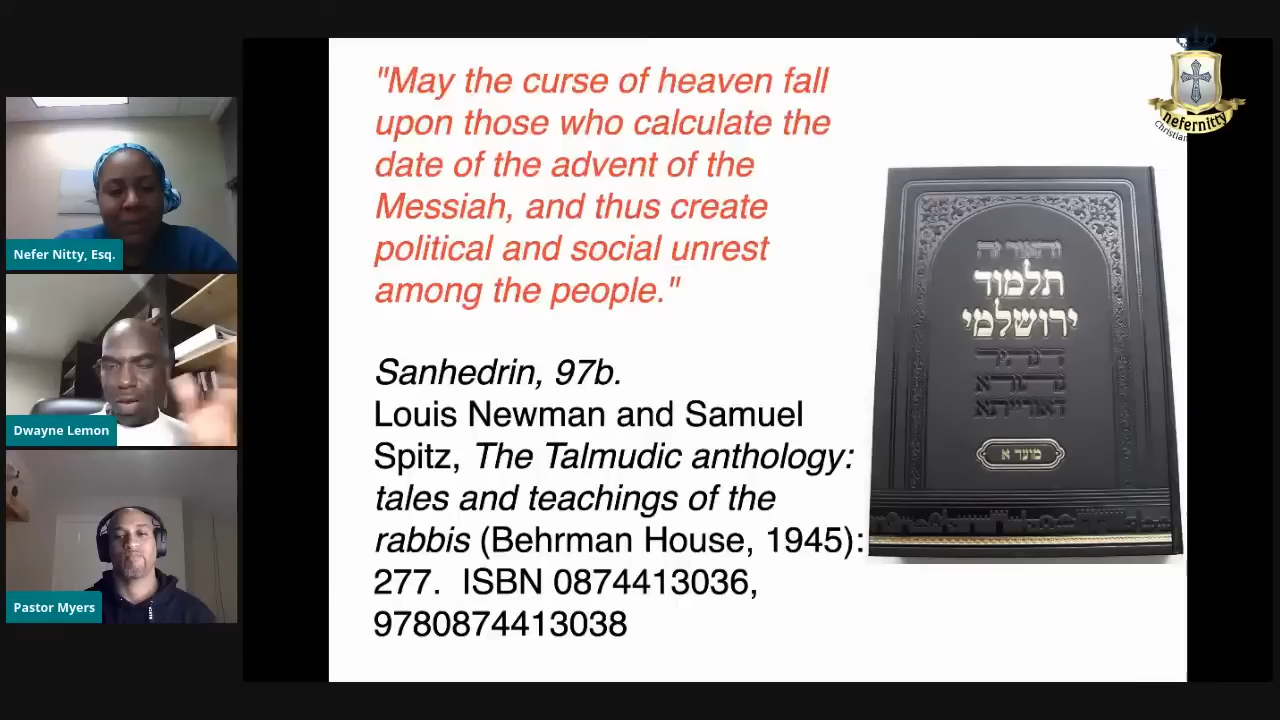 "May the curse of heaven fall
upon those who calculate the
date of the advent of the
Messiah, and thus create
political and social unrest
among the people."
Sanhedrin, 97b.
Louis Newman and Samuel
Spitz, The Talmudic anthology:
tales and teachings of the
rabbis (Behrman House, 1945):
277. ISBN 0874413036,
9780874413038
Nefer Nitty, Esq.
Dwayne Lemon
Pastor Myers
nefernitty
Christian
תלמוד
ירושלמי
מועד א